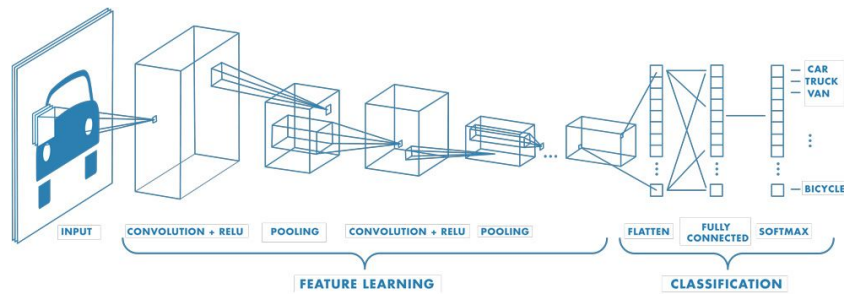 CAR
TRUCK
VAN
BICYCLE
INPUT
CONVOLUTION + RELU
POOLING
CONVOLUTION + RELU
POOLING
FLATTEN
FULLY
CONNECTED
SOFTMAX
FEATURE LEARNING
CLASSIFICATION